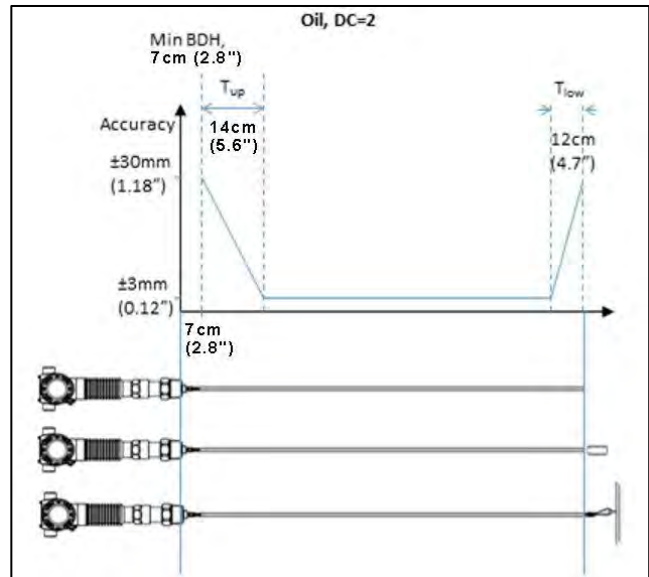 Oil, DC=2
Min BDH,
7cm (2.8")
Tup
Tlow
Accuracy
14cm
(5.6")
12cm
(4.7")
±30mm
(1.18")
±3mm
(0.12")
7cm
(2.8")